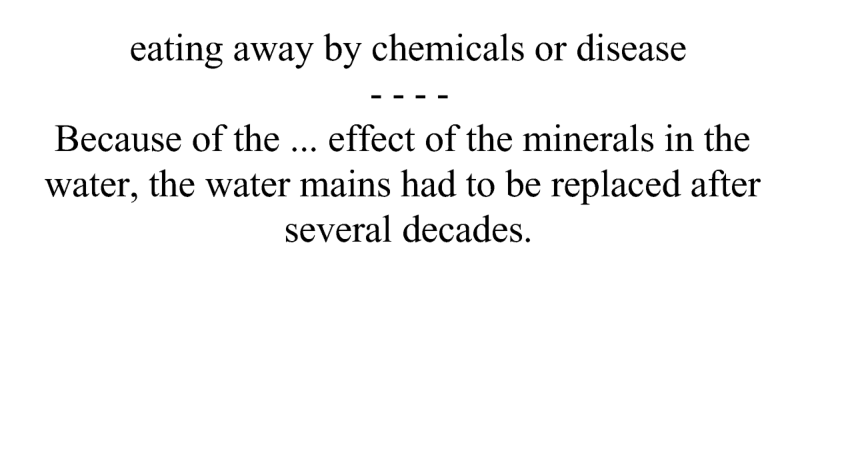 eating away by chemicals or disease
- - - -
Because of the ... effect of the minerals in the
water, the water mains had to be replaced after
several decades.